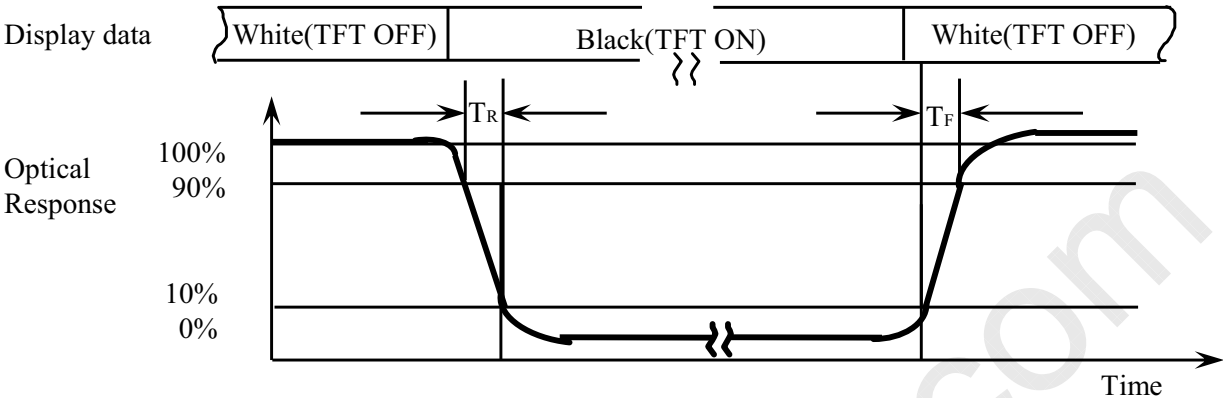 Display data White(TFT OFF) Black(TFT ON) White(TFT OFF)
TR TF
100%
Optical
Response
90%
10%
0%
Time
com